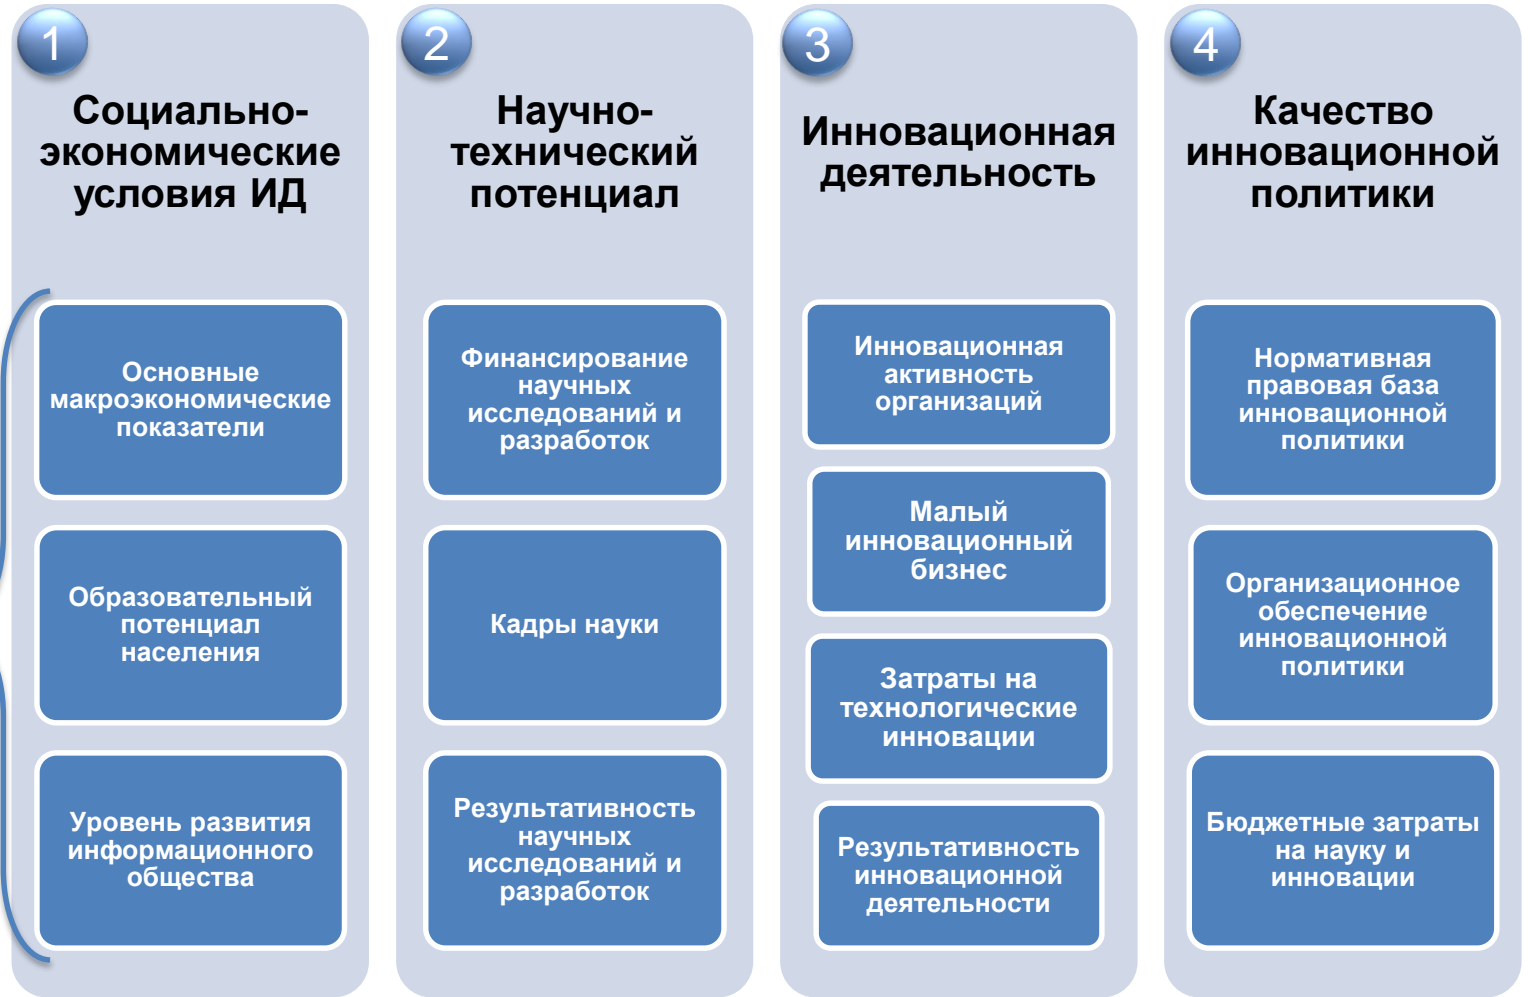 1
Социально-
экономические
условия ИД
Основные
макроэкономические
показатели
Образовательный
потенциал
населения
Уровень развития
информационного
общества
2
Научно-
технический
потенциал
Финансирование
научных
исследований и
разработок
Кадры науки
Результативность
научных
исследований и
разработок
3
Инновационная
деятельность
Инновационная
активность
организаций
Малый
инновационный
бизнес
Затраты на
технологические
инновации
Результативность
инновационной
деятельности
4
Качество
инновационной
политики
Нормативная
правовая база
инновационной
политики
Организационное
обеспечение
инновационной
политики
Бюджетные затраты
на науку и
инновации